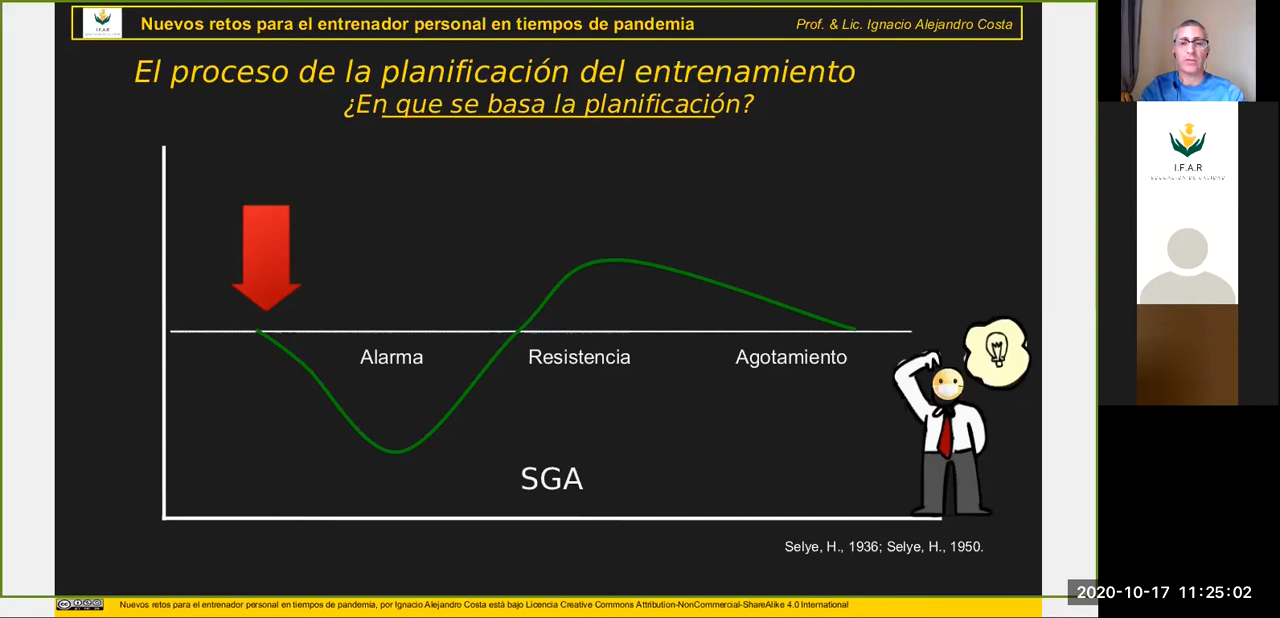 I.F.A.R
Nuevos retos para el entrenador personal en tiempos de pandemia
Prof. & Lic. Ignacio Alejandro Costa
El proceso de la planificación del entrenamiento
¿En que se basa la planificación?
I.F.A.R
Alarma
Resistencia
Agotamiento
SGA
Selye, H., 1936; Selye, H., 1950.
2020-10-17 11:25:02
Nuevos retos para el entrenador personal en tiempos de pandemia, por Ignacio Alejandro Costa está bajo Licencia Creative Commons Attribution-NonCommercial-ShareAlike 4.0 International